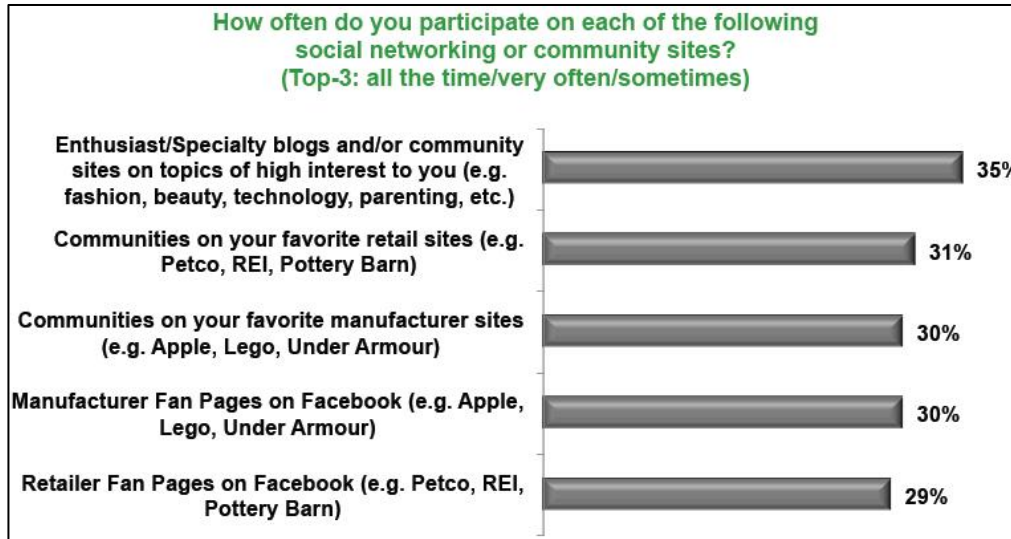 How often do you participate on each of the following
social networking or community sites?
(Top-3: all the time/very often/sometimes)
Enthusiast/Specialty blogs and/or community
sites on topics of high interest to you (e.g.
fashion, beauty, technology, parenting, etc.)
35%
Communities on your favorite retail sites (e.g.
Petco, REI, Pottery Barn)
31%
Communities on your favorite manufacturer sites
(e.g. Apple, Lego, Under Armour)
30%
Manufacturer Fan Pages on Facebook (e.g. Apple,
Lego, Under Armour)
30%
Retailer Fan Pages on Facebook (e.g. Petco, REI,
Pottery Barn)
29%